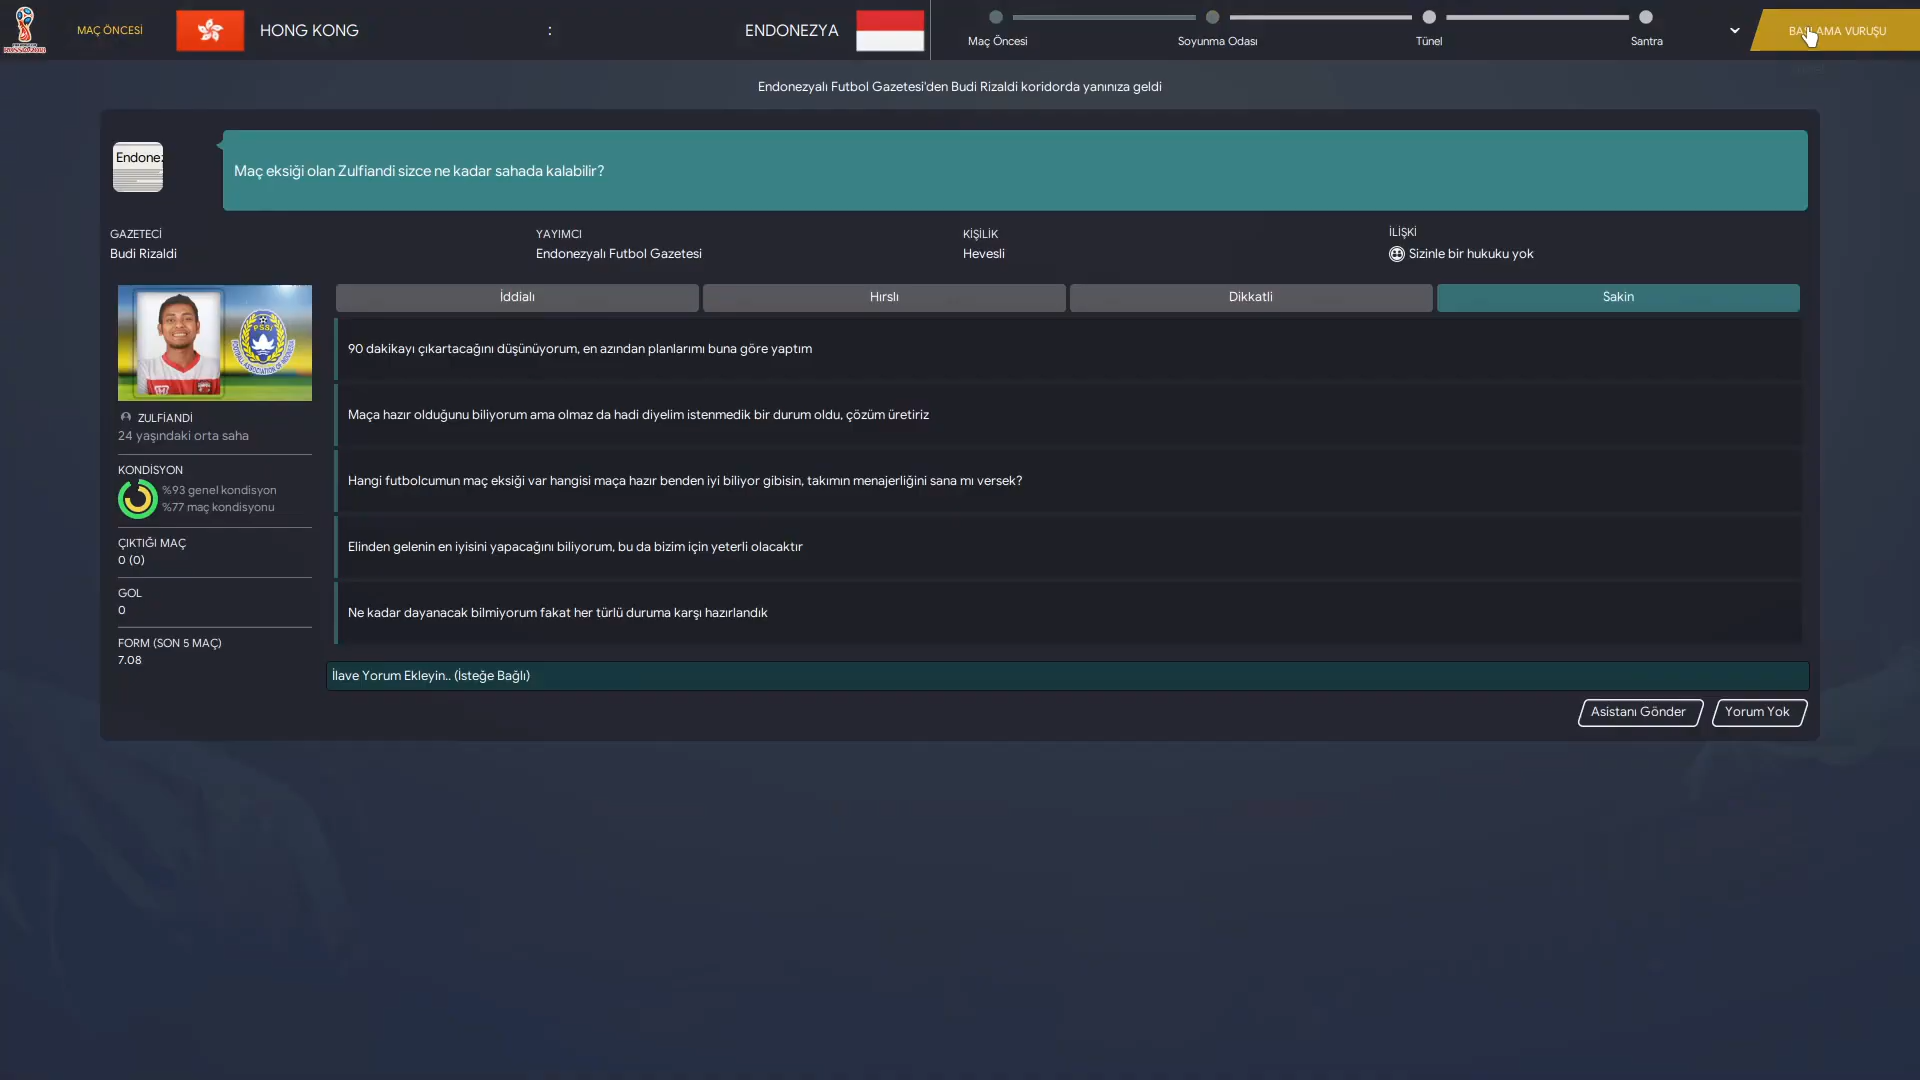 MAÇ ÖNCESİ
HONG KONG
:
ENDONEZYA
Maç Öncesi
Soyunma Odası
Tünel
Santra
Endonezyalı Futbol Gazetesi'den Budi Rizaldi koridorda yanınıza geldi
Endonez
Maç eksiği olan Zulfiandi sizce ne kadar sahada kalabilir?
GAZETECİ
Budi Rizaldi
YAYIMCI
Endonezyalı Futbol Gazetesi
KİŞİLİK
Hevesli
İLİŞKİ
Sizinle bir hukuku yok
İddialı
Hırslı
Dikkatli
Sakin
PSSI
ZULFİANDİ
24 yaşındaki orta saha
KONDİSYON
%93 genel kondisyon
%77 maç kondisyonu
ÇIKTIĞI MAÇ
0 (0)
GOL
0
FORM (SON 5 MAÇ)
7.08
90 dakikayı çıkartacağını düşünüyorum, en azından planlarımı buna göre yaptım
Maça hazır olduğunu biliyorum ama olmaz da hadi diyelim istenmedik bir durum oldu, çözüm üretiriz
Hangi futbolcumun maç eksiği var hangisi maça hazır benden iyi biliyor gibisin, takımın menajerliğini sana mı versek?
Elinden gelenin en iyisini yapacağını biliyorum, bu da bizim için yeterli olacaktır
Ne kadar dayanacak bilmiyorum fakat her türlü duruma karşı hazırlandık
İlave Yorum Ekleyin.. (İsteğe Bağlı)
Asistanı Gönder
Yorum Yok
VURUŞU